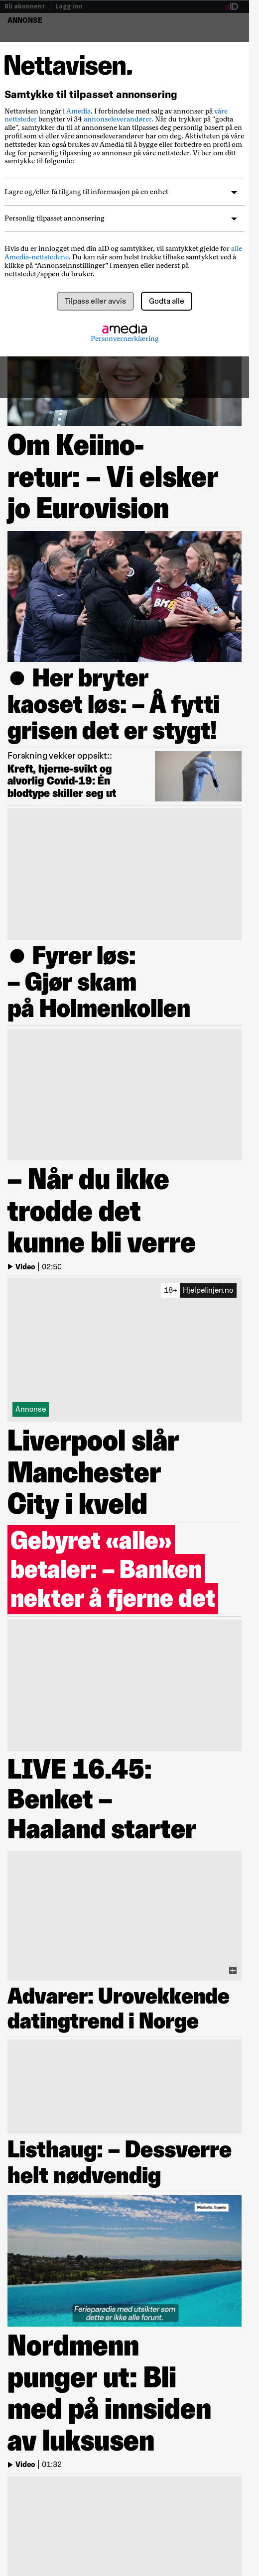 Bli abonnent | Logg inn
aID
ANNONSE
Nettavisen.
Samtykke til tilpasset annonsering
Nettavisen inngår i Amedia. I forbindelse med salg av annonser på våre
nettsteder benytter vi 34 annonseleverandører. When du trykker på "godta
alle", samtykker du til at annonsene kan tilpasses deg personlig basert på en
profil som vi eller våre annonseleverandører har om deg. Aktiviteten på våre
nettsteder kan også brukes av Amedia til å bygge eller forbedre en profil om
deg for personlig tilpassing av annonser på våre nettsteder. Vi ber om ditt
samtykke til følgende:
Lagre og/eller få tilgang til informasjon på en enhet
Personlig tilpasset annonsering
Hvis du er innlogget med din aID og samtykker, vil samtykket gjelde for alle
Amedia-nettstedene. Du kan når som helst trekke tilbake samtykket ved å
klikke på “Annonseinnstillinger” i menyen eller nederst på
nettstedet/appen du bruker.
Tilpass eller avvis
Godta alle
amedia
Personvernerklæring
Om Keiino-
retur: – Vi elsker
jo Eurovision
● Her bryter
kaoset løs: – Å fytti
grisen det er stygt!
Forskning vekker oppsikt::
Kreft, hjerne-svikt og
alvorlig Covid-19: Én
blodtype skiller seg ut
● Fyrer løs:
– Gjør skam
på Holmenkollen
– Når du ikke
trodde det
kunne bli verre
Video | 02:50
18+ Hjelpelinjen.no
Annonse
Liverpool slår
Manchester
City i kveld
Gebyret «alle»
betaler: – Banken
nekter å fjerne det
LIVE 16.45:
Benket –
Haaland starter
Advarer: Urovekkende
datingtrend i Norge
Listhaug: – Dessverre
helt nødvendig
Marbella, Spania
Ferieparadis med utsikter som
dette er ikke alle forunt.
Nordmenn
punger ut: Bli
med på innsiden
av luksusen
Video | 01:32